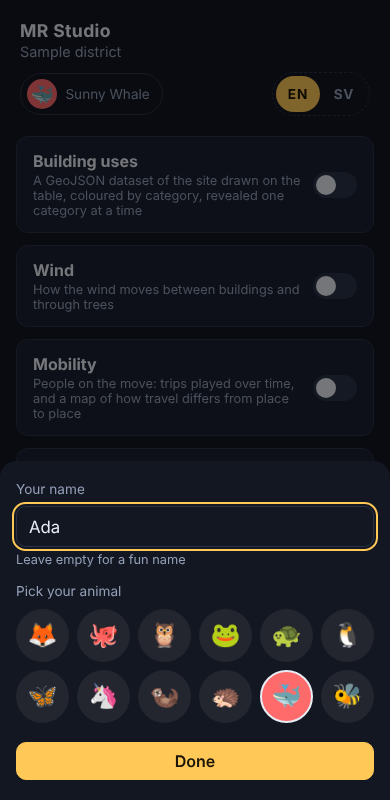 MR Studio
Sample district
Sunny Whale
EN SV
Building uses
A GeoJSON dataset of the site drawn on the
table, coloured by category, revealed one
category at a time
Wind
How the wind moves between buildings and
through trees
Mobility
People on the move: trips played over time,
and a map of how travel differs from place
to place
Your name
Ada
Leave empty for a fun name
Pick your animal
Done